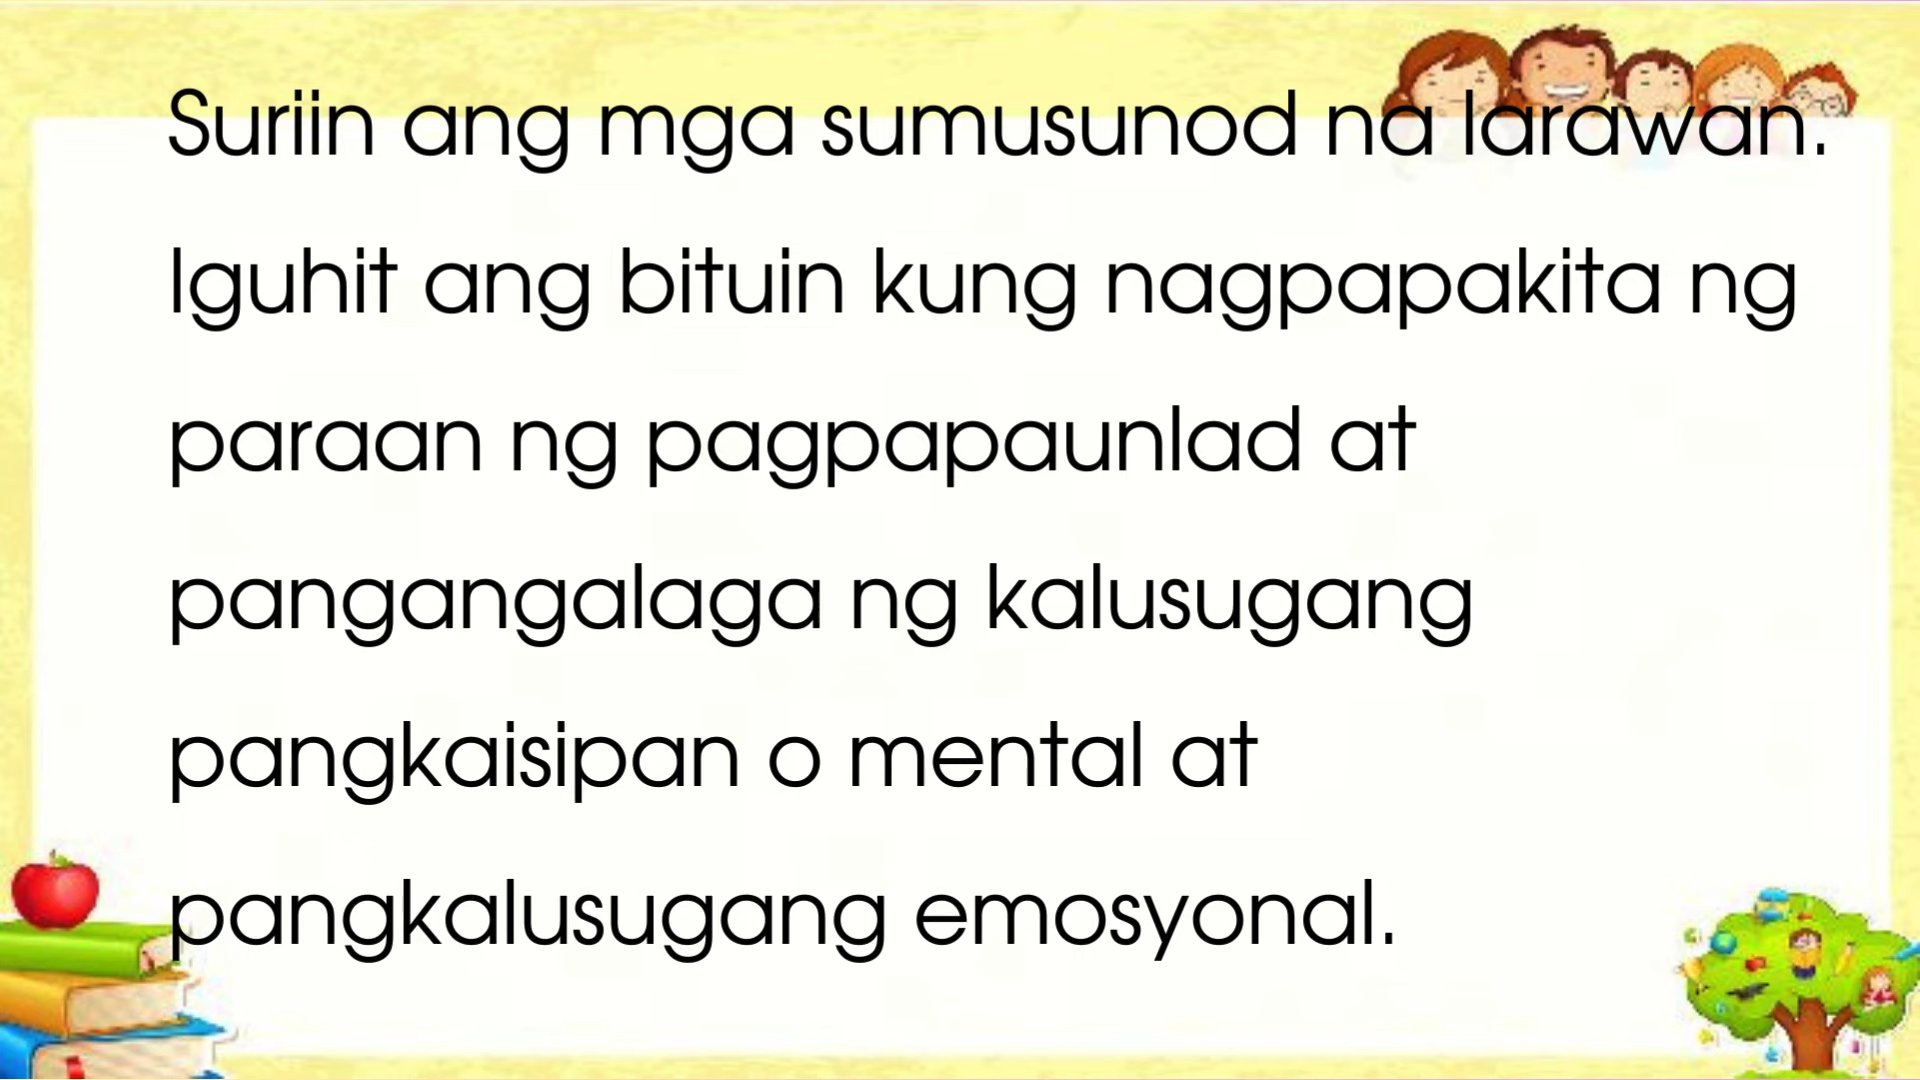 Suriin ang mga sumusunod na larawan.
Iguhit ang bituin kung nagpapakita ng
paraan ng pagpapaunlad at
pangangalaga ng kalusugang
pangkaisipan o mental at
pangkalusugang emosyonal.